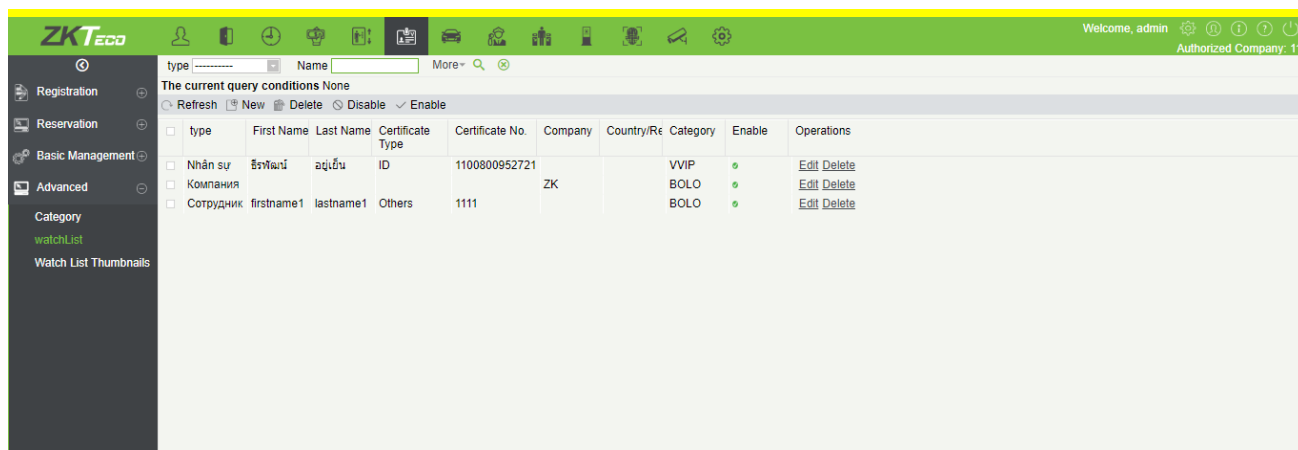 ZKTeco
Welcome, admin
Authorized Company: 1
type ---------- Name More
The current query conditions None
Refresh New Delete Disable Enable
Registration
Reservation
Basic Management
Advanced
Category
watchList
Watch List Thumbnails
type First Name Last Name Certificate Type Certificate No. Company Country/Re Category Enable Operations
Nhân sự ธีรพัฒน์ อยู่เย็น ID 1100800952721 VVIP Edit Delete
Компания ZK BOLO Edit Delete
Сотрудник firstname1 lastname1 Others 1111 BOLO Edit Delete